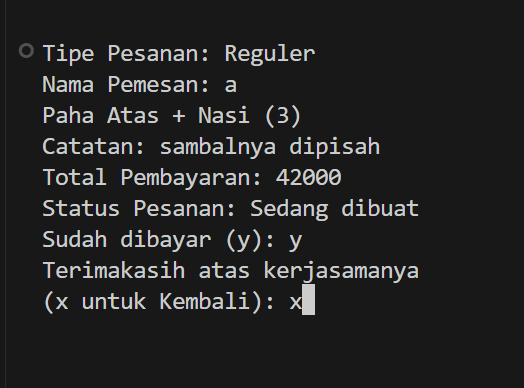 Tipe Pesanan: Reguler
Nama Pemesan: a
Paha Atas + Nasi (3)
Catatan: sambalnya dipisah
Total Pembayaran: 42000
Status Pesanan: Sedang dibuat
Sudah dibayar (y): y
Terimakasih atas kerjasamanya
(x untuk Kembali): x